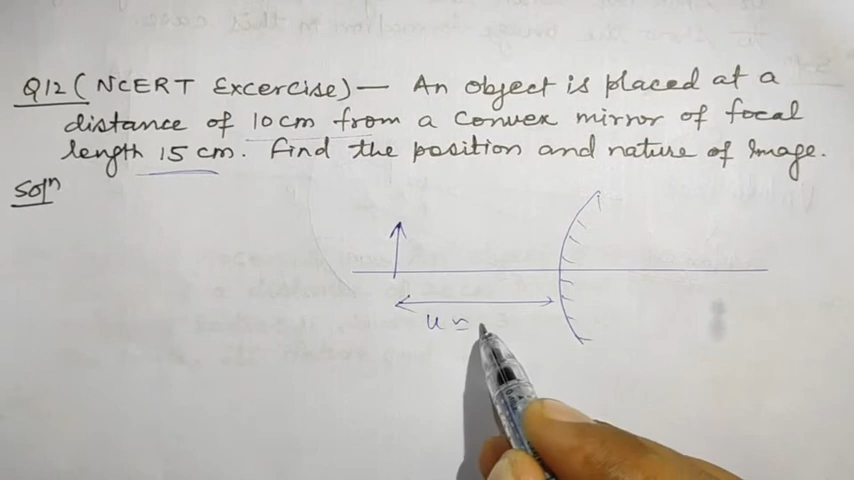 Q12 (NCERT Excercise) — An object is placed at a
distance of 10 cm from a convex mirror of focal
length 15 cm. Find the position and nature of Image.
Solⁿ
u =